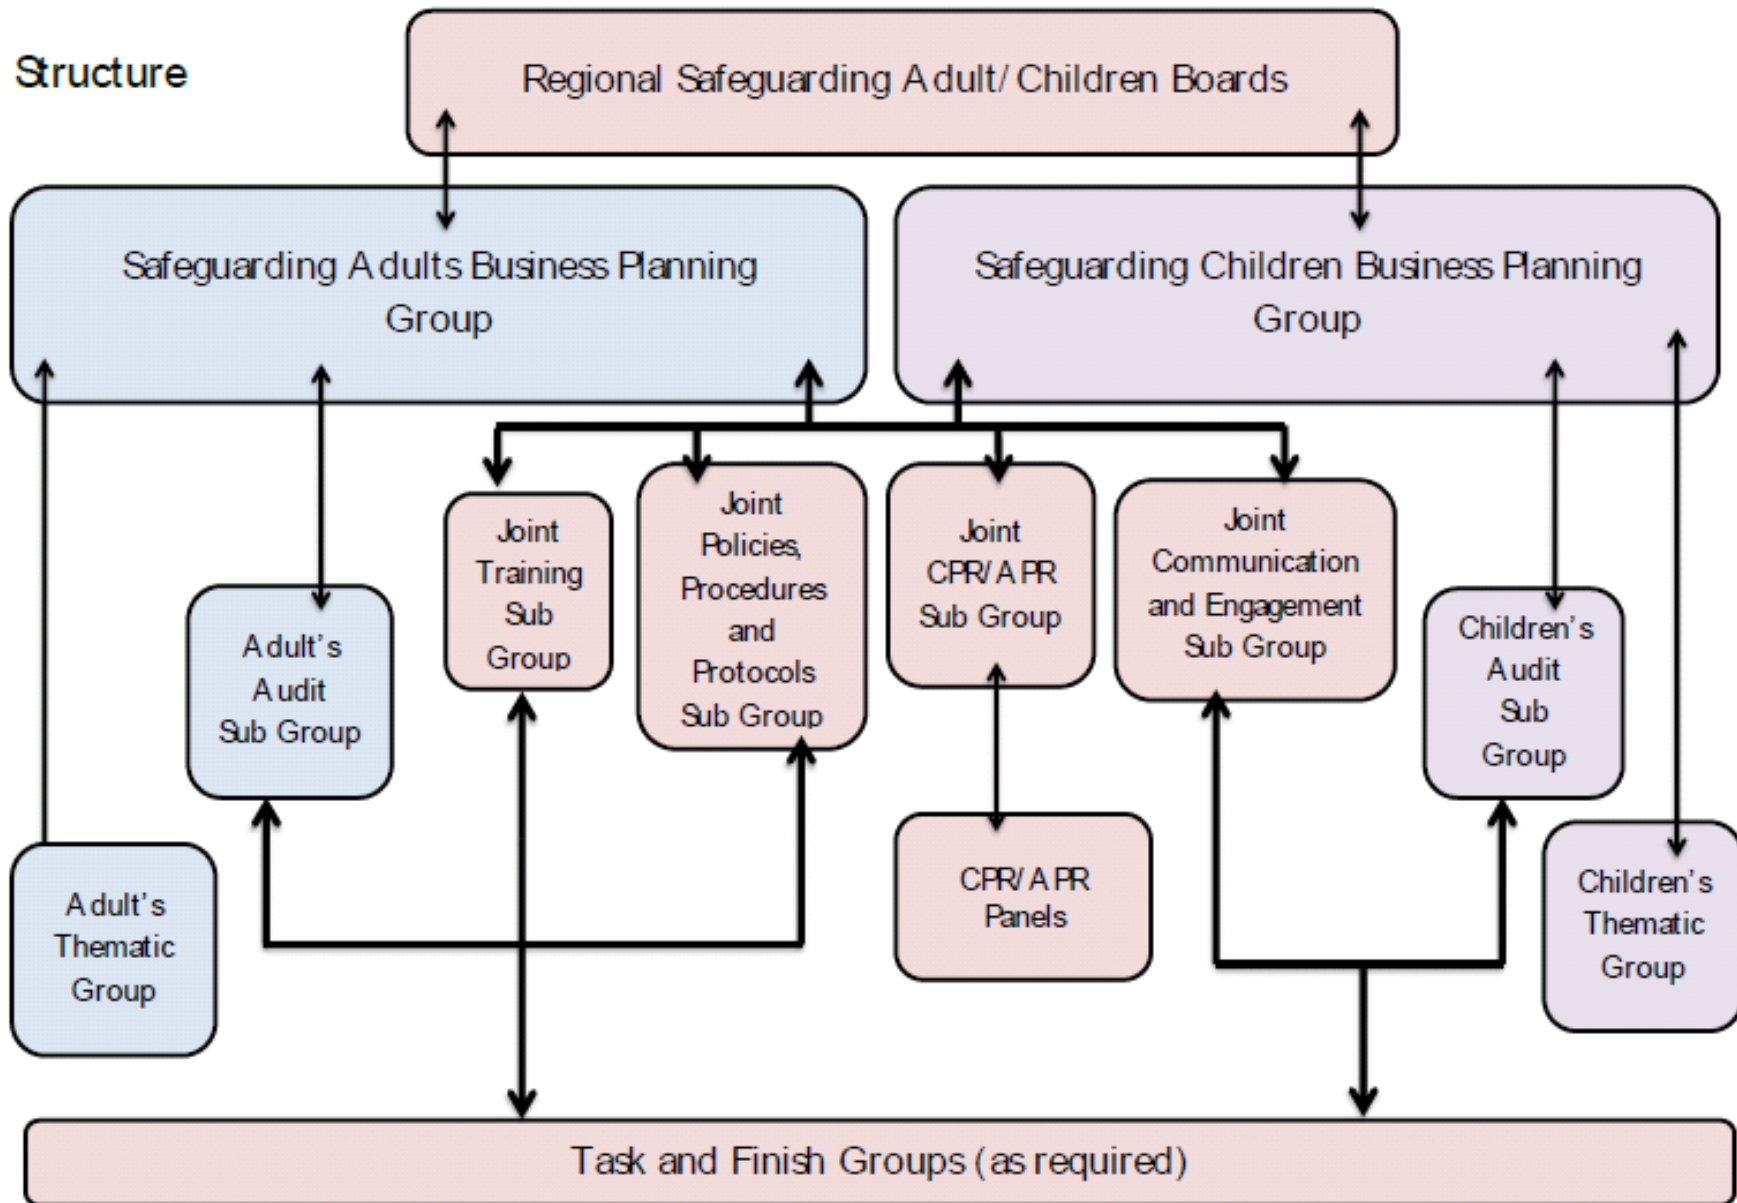 Structure
Regional Safeguarding Adult/ Children Boards
Safeguarding Adults Business Planning
Group
Safeguarding Children Business Planning
Group
Joint
Training
Sub
Group
Joint
Policies,
Procedures
and
Protocols
Sub Group
Joint
CPR/ APR
Sub Group
Joint
Communication
and Engagement
Sub Group
Adult’s
Audit
Sub Group
Children’s
Audit
Sub
Group
Adult’s
Thematic
Group
CPR/ APR
Panels
Children’s
Thematic
Group
Task and Finish Groups (as required)